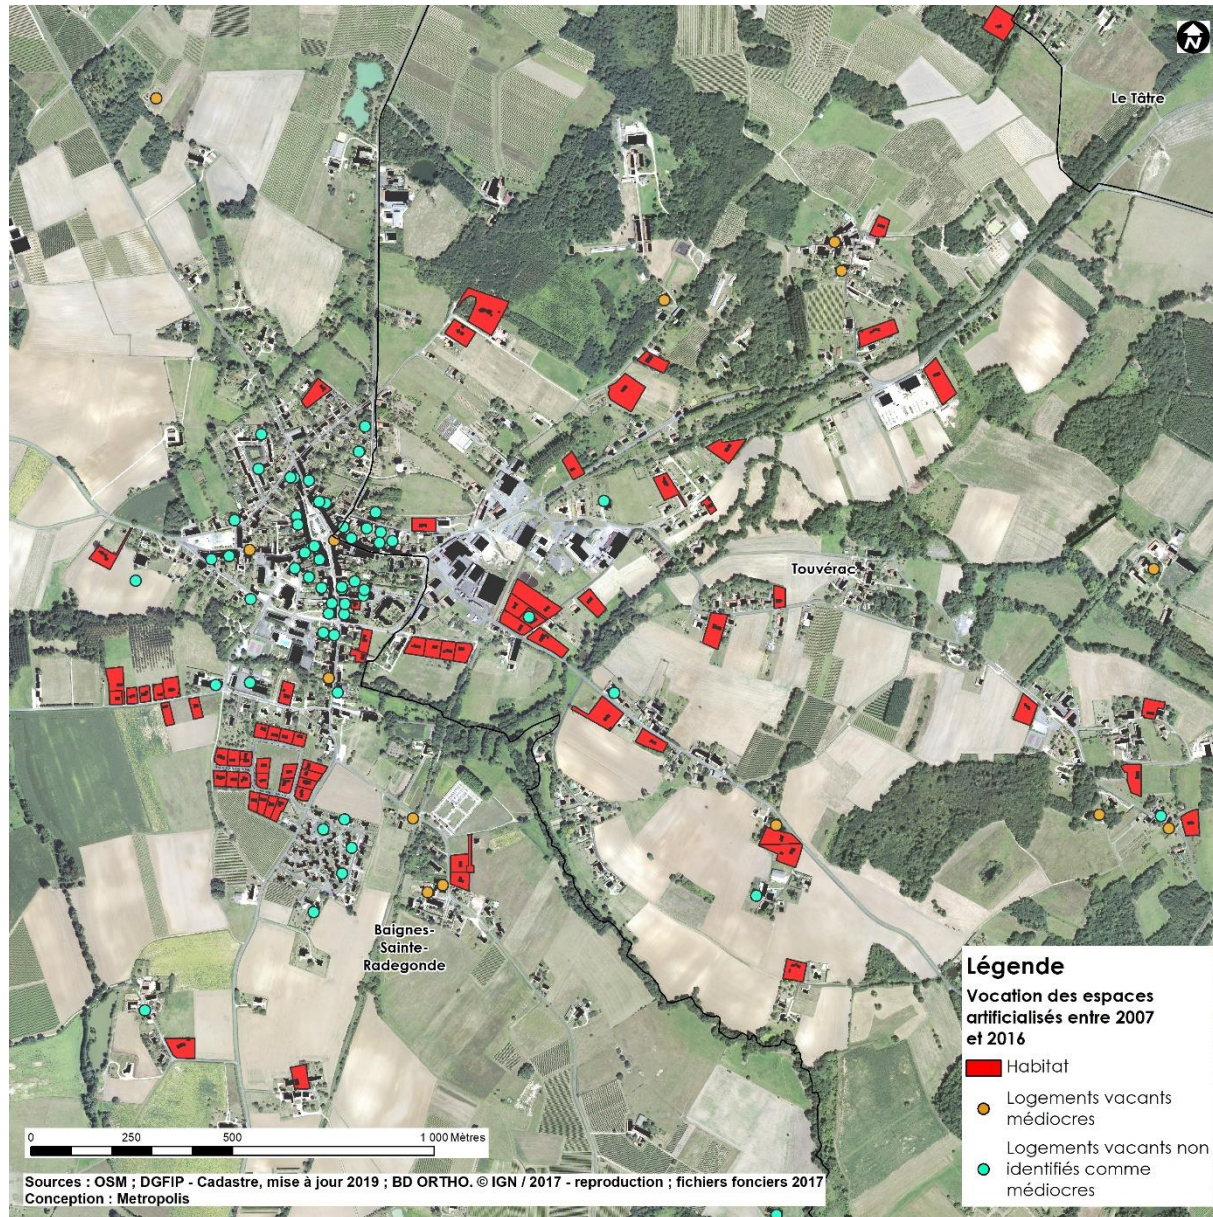 N
Le Tâtre
Touvérac
Baignes-
Sainte-
Radegonde
Légende
Vocation des espaces
artificialisés entre 2007
et 2016
Habitat
Logements vacants
médiocres
Logements vacants non
identifiés comme
médiocres
0 250 500 1 000 Mètres
Sources : OSM ; DGFIP - Cadastre, mise à jour 2019 ; BD ORTHO. © IGN / 2017 - reproduction ; fichiers fonciers 2017
Conception : Metropolis